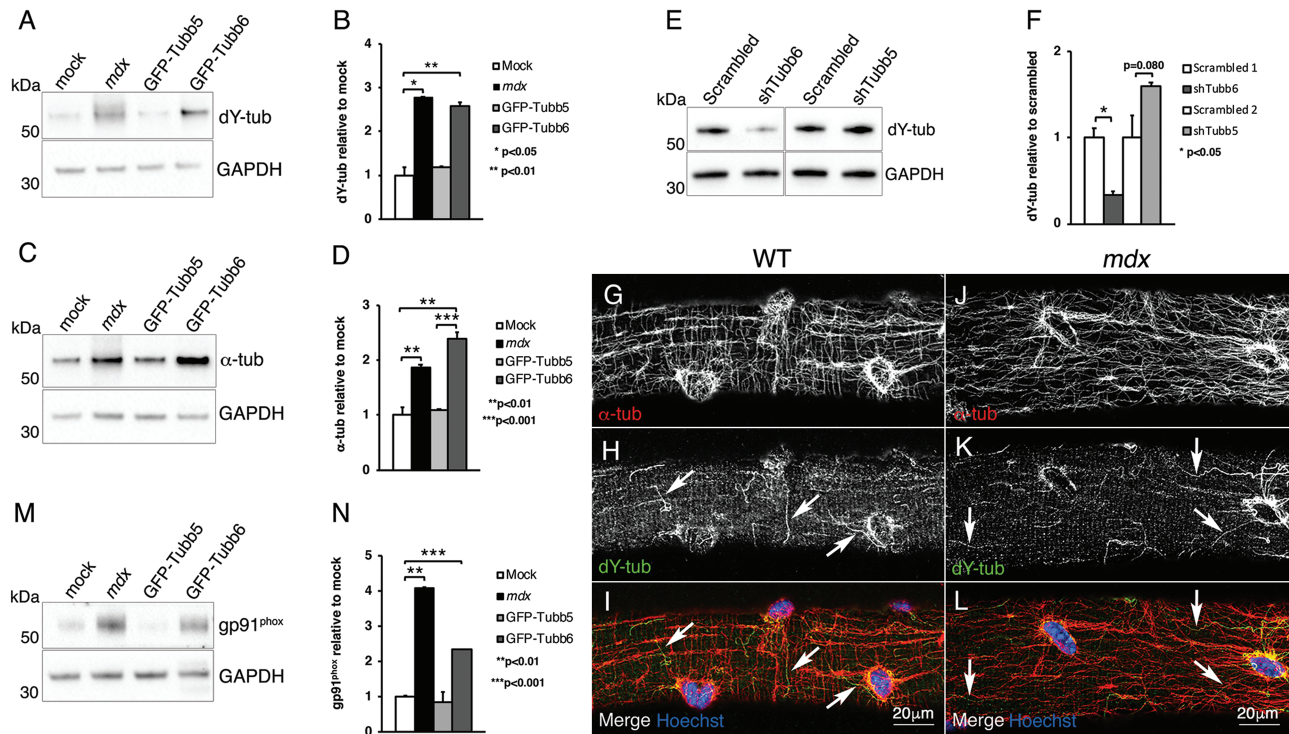 A
kDa
mock
mdx
GFP-Tubb5
GFP-Tubb6
dY-tub
50
GAPDH
30
B
dY-tub relative to mock
4
3
2
1
0
*
**
Mock
mdx
GFP-Tubb5
GFP-Tubb6
* p<0.05
** p<0.01
E
kDa
Scrambled
shTubb6
Scrambled
shTubb5
dY-tub
50
GAPDH
30
F
dY-tub relative to scrambled
2
1
0
*
p=0.080
Scrambled 1
shTubb6
Scrambled 2
shTubb5
* p<0.05
C
kDa
mock
mdx
GFP-Tubb5
GFP-Tubb6
α-tub
50
GAPDH
30
D
α-tub relative to mock
3
2
1
0
**
**
***
Mock
mdx
GFP-Tubb5
GFP-Tubb6
**p<0.01
***p<0.001
WT
mdx
G
α-tub
J
α-tub
H
dY-tub
K
dY-tub
I
Merge Hoechst
20μm
L
Merge Hoechst
20μm
M
kDa
mock
mdx
GFP-Tubb5
GFP-Tubb6
gp91phox
50
GAPDH
30
N
gp91phox relative to mock
5
4
3
2
1
0
**
***
Mock
mdx
GFP-Tubb5
GFP-Tubb6
**p<0.01
***p<0.001